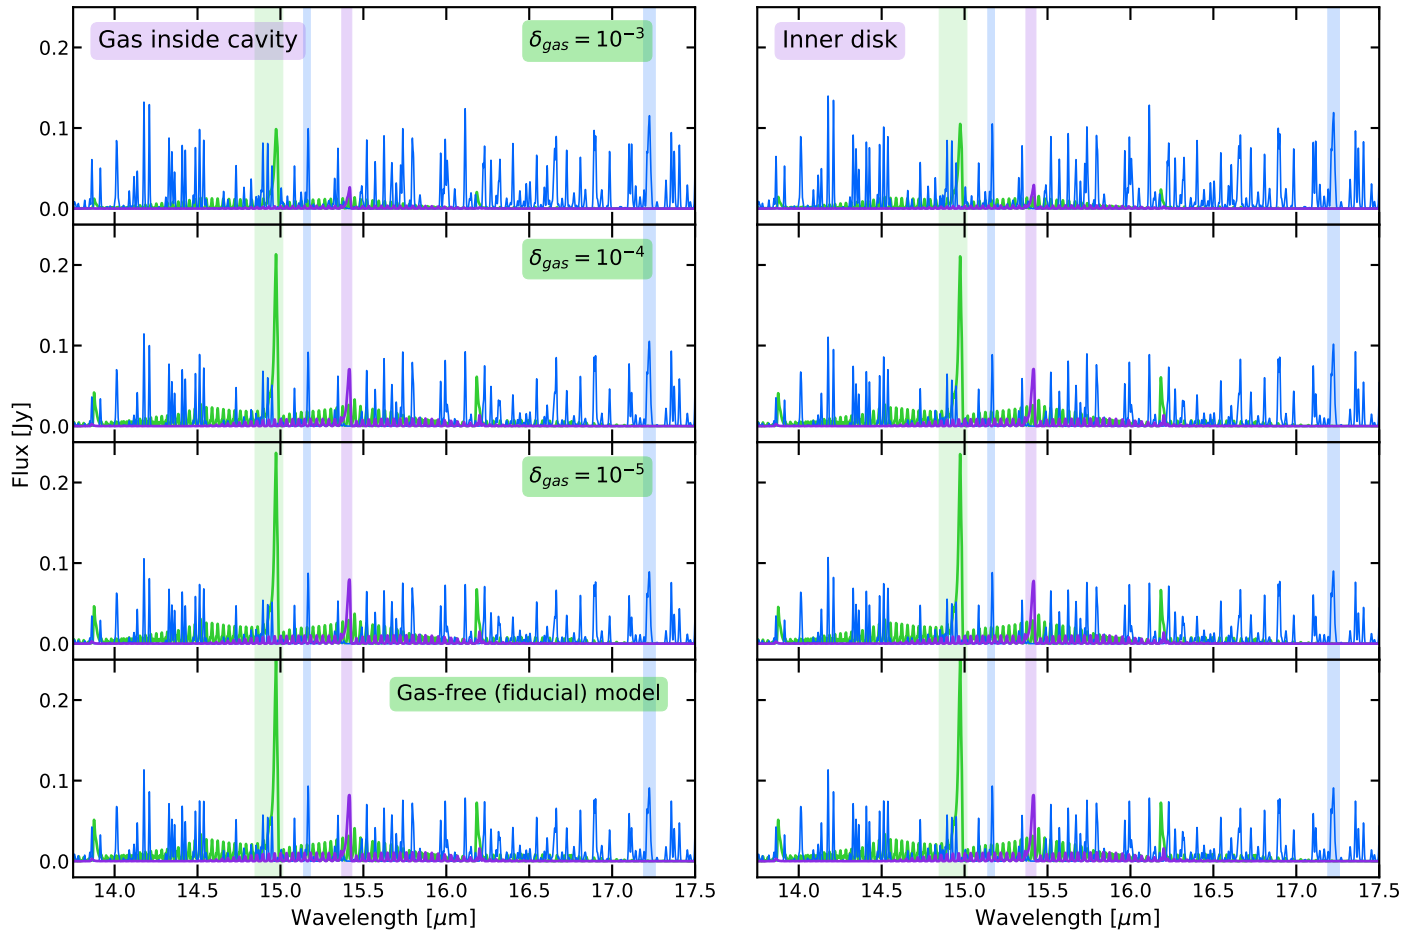 Gas inside cavity
δgas = 10−3
Inner disk
0.2
0.1
0.0
δgas = 10−4
0.2
0.1
0.0
Flux [Jy]
δgas = 10−5
0.2
0.1
0.0
Gas-free (fiducial) model
0.2
0.1
0.0
14.0 14.5 15.0 15.5 16.0 16.5 17.0 17.5
14.0 14.5 15.0 15.5 16.0 16.5 17.0 17.5
Wavelength [μm]
Wavelength [μm]